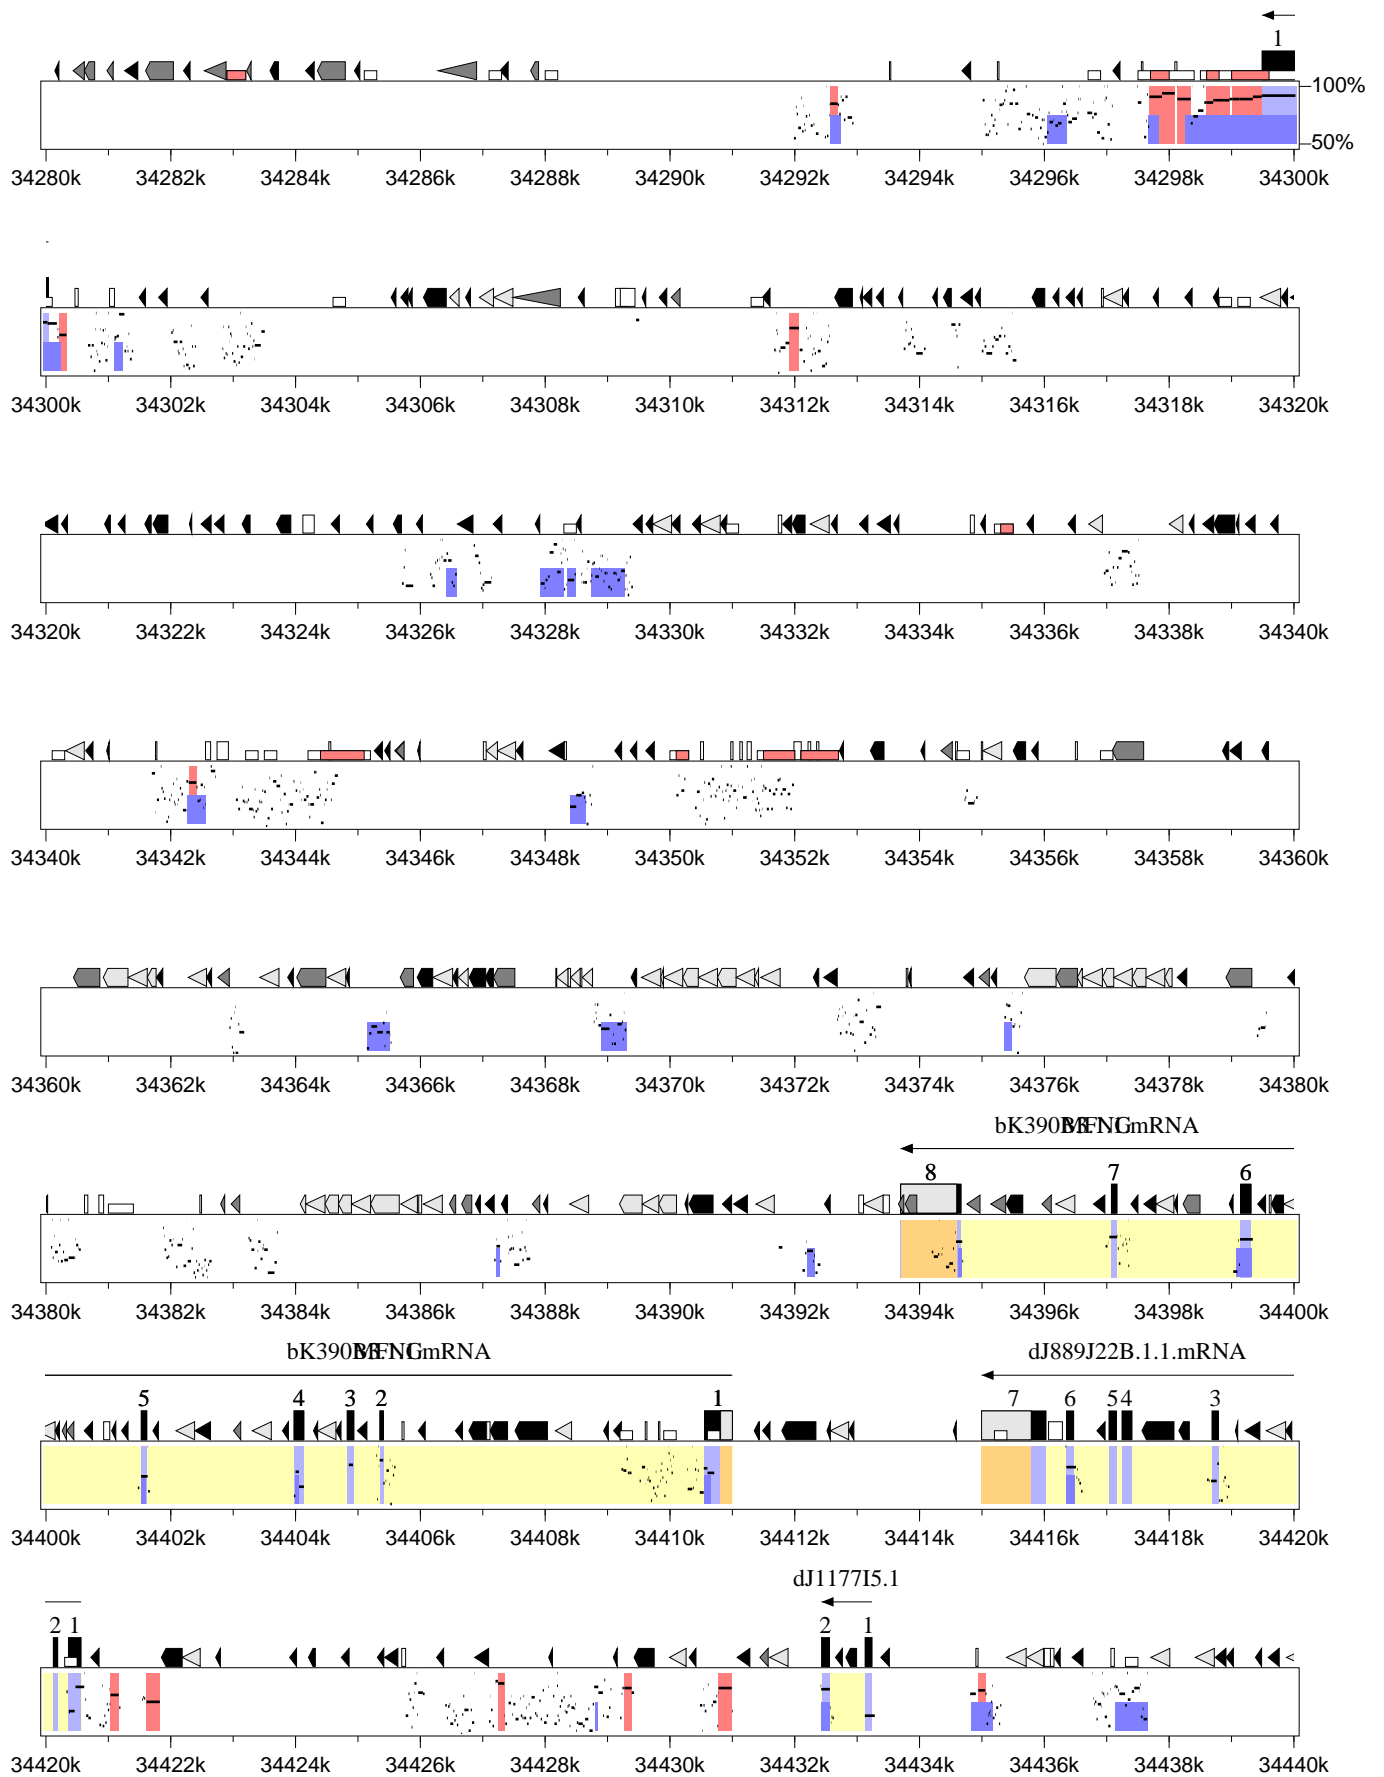 1
100%
50%
34280k 34282k 34284k 34286k 34288k 34290k 34292k 34294k 34296k 34298k 34300k
34300k 34302k 34304k 34306k 34308k 34310k 34312k 34314k 34316k 34318k 34320k
34320k 34322k 34324k 34326k 34328k 34330k 34332k 34334k 34336k 34338k 34340k
34340k 34342k 34344k 34346k 34348k 34350k 34352k 34354k 34356k 34358k 34360k
34360k 34362k 34364k 34366k 34368k 34370k 34372k 34374k 34376k 34378k 34380k
8 7 6
34380k 34382k 34384k 34386k 34388k 34390k 34392k 34394k 34396k 34398k 34400k
dJ889J22B.1.1.mRNA
5 4 3 2 1 7 6 5 4 3
34400k 34402k 34404k 34406k 34408k 34410k 34412k 34414k 34416k 34418k 34420k
dJ1177I5.1
2 1 2 1
34420k 34422k 34424k 34426k 34428k 34430k 34432k 34434k 34436k 34438k 34440k